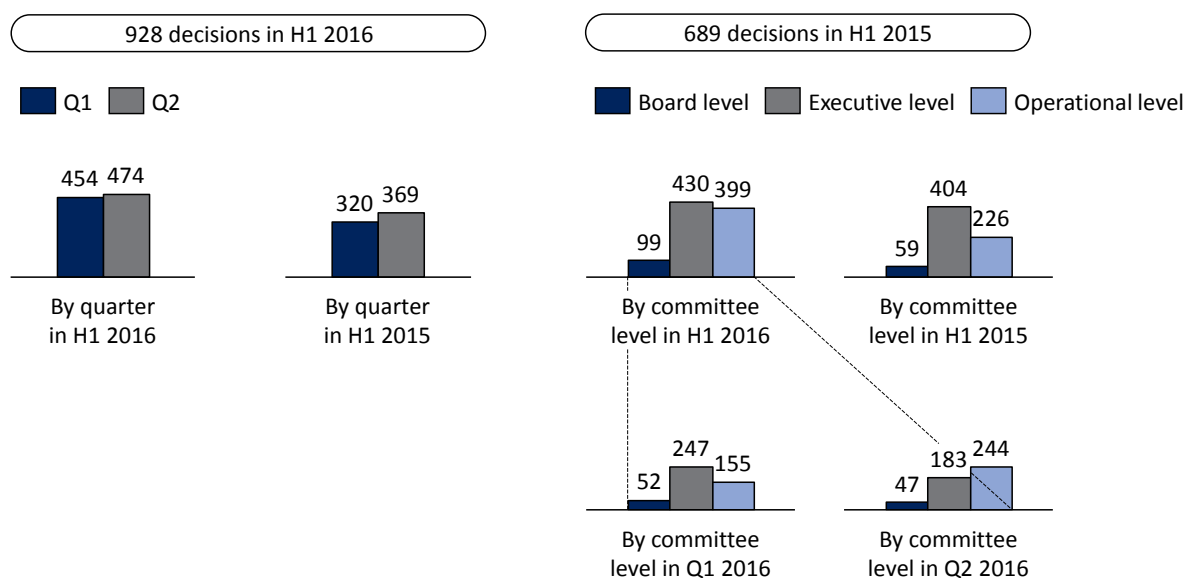 928 decisions in H1 2016
689 decisions in H1 2015
Q1 Q2
Board level Executive level Operational level
454 474
320 369
99 430 399
59 404 226
By quarter
in H1 2016
By quarter
in H1 2015
By committee
level in H1 2016
By committee
level in H1 2015
52 247 155
47 183 244
By committee
level in Q1 2016
By committee
level in Q2 2016